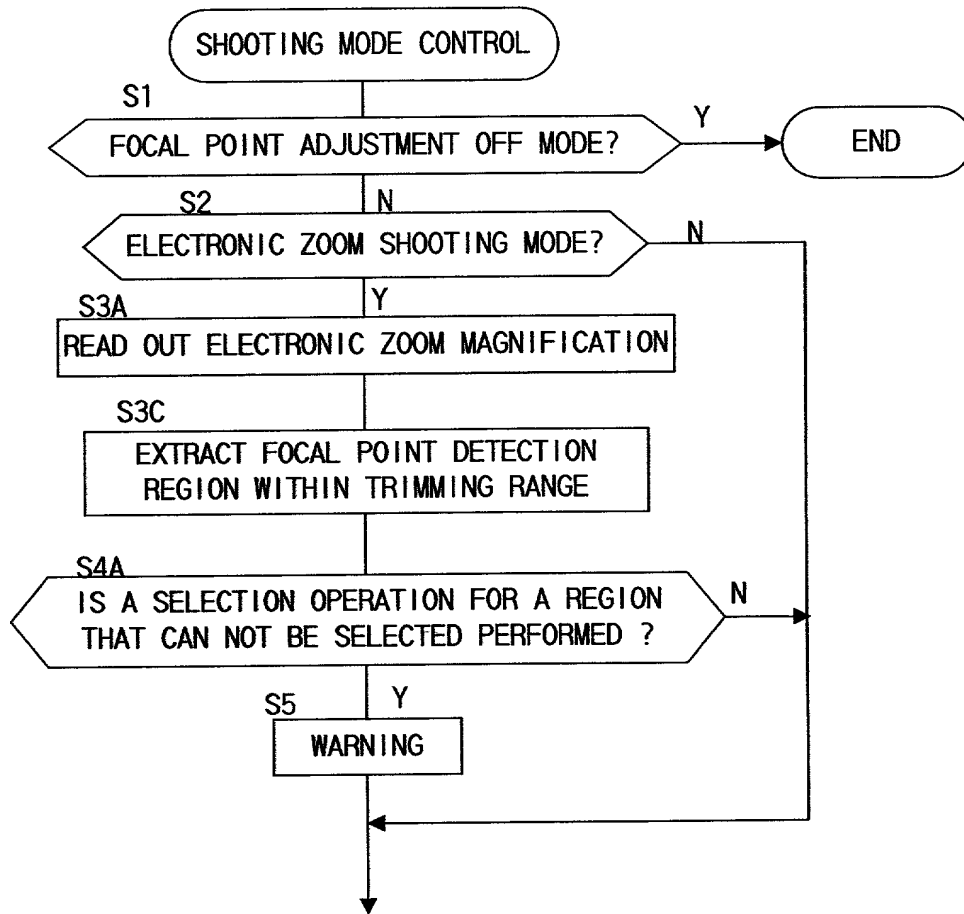 SHOOTING MODE CONTROL
S1
FOCAL POINT ADJUSTMENT OFF MODE?
Y
END
S2
N
ELECTRONIC ZOOM SHOOTING MODE?
N
Y
S3A
READ OUT ELECTRONIC ZOOM MAGNIFICATION
S3C
EXTRACT FOCAL POINT DETECTION
REGION WITHIN TRIMMING RANGE
S4A
IS A SELECTION OPERATION FOR A REGION
THAT CAN NOT BE SELECTED PERFORMED ?
N
S5
Y
WARNING